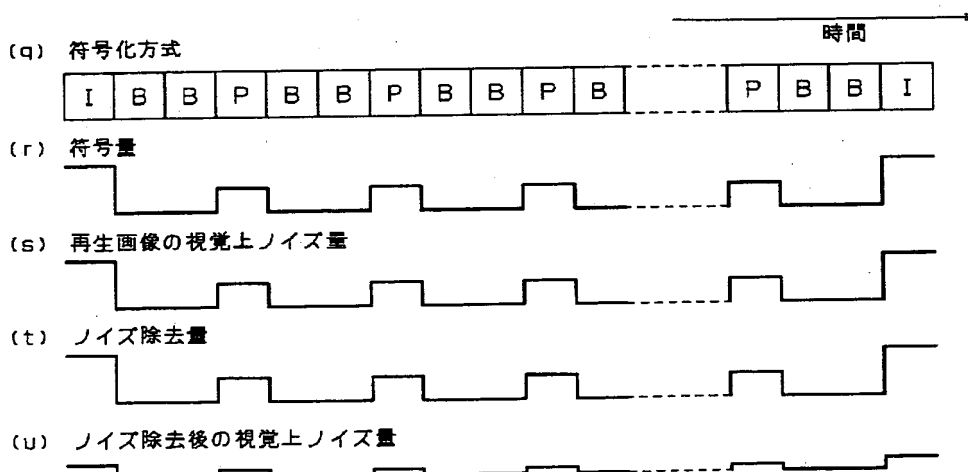 時間
(q) 符号化方式
I B B P B B P B B P B P B B I
(r) 符号量
(s) 再生画像の視覚上ノイズ量
(t) ノイズ除去量
(u) ノイズ除去後の視覚上ノイズ量